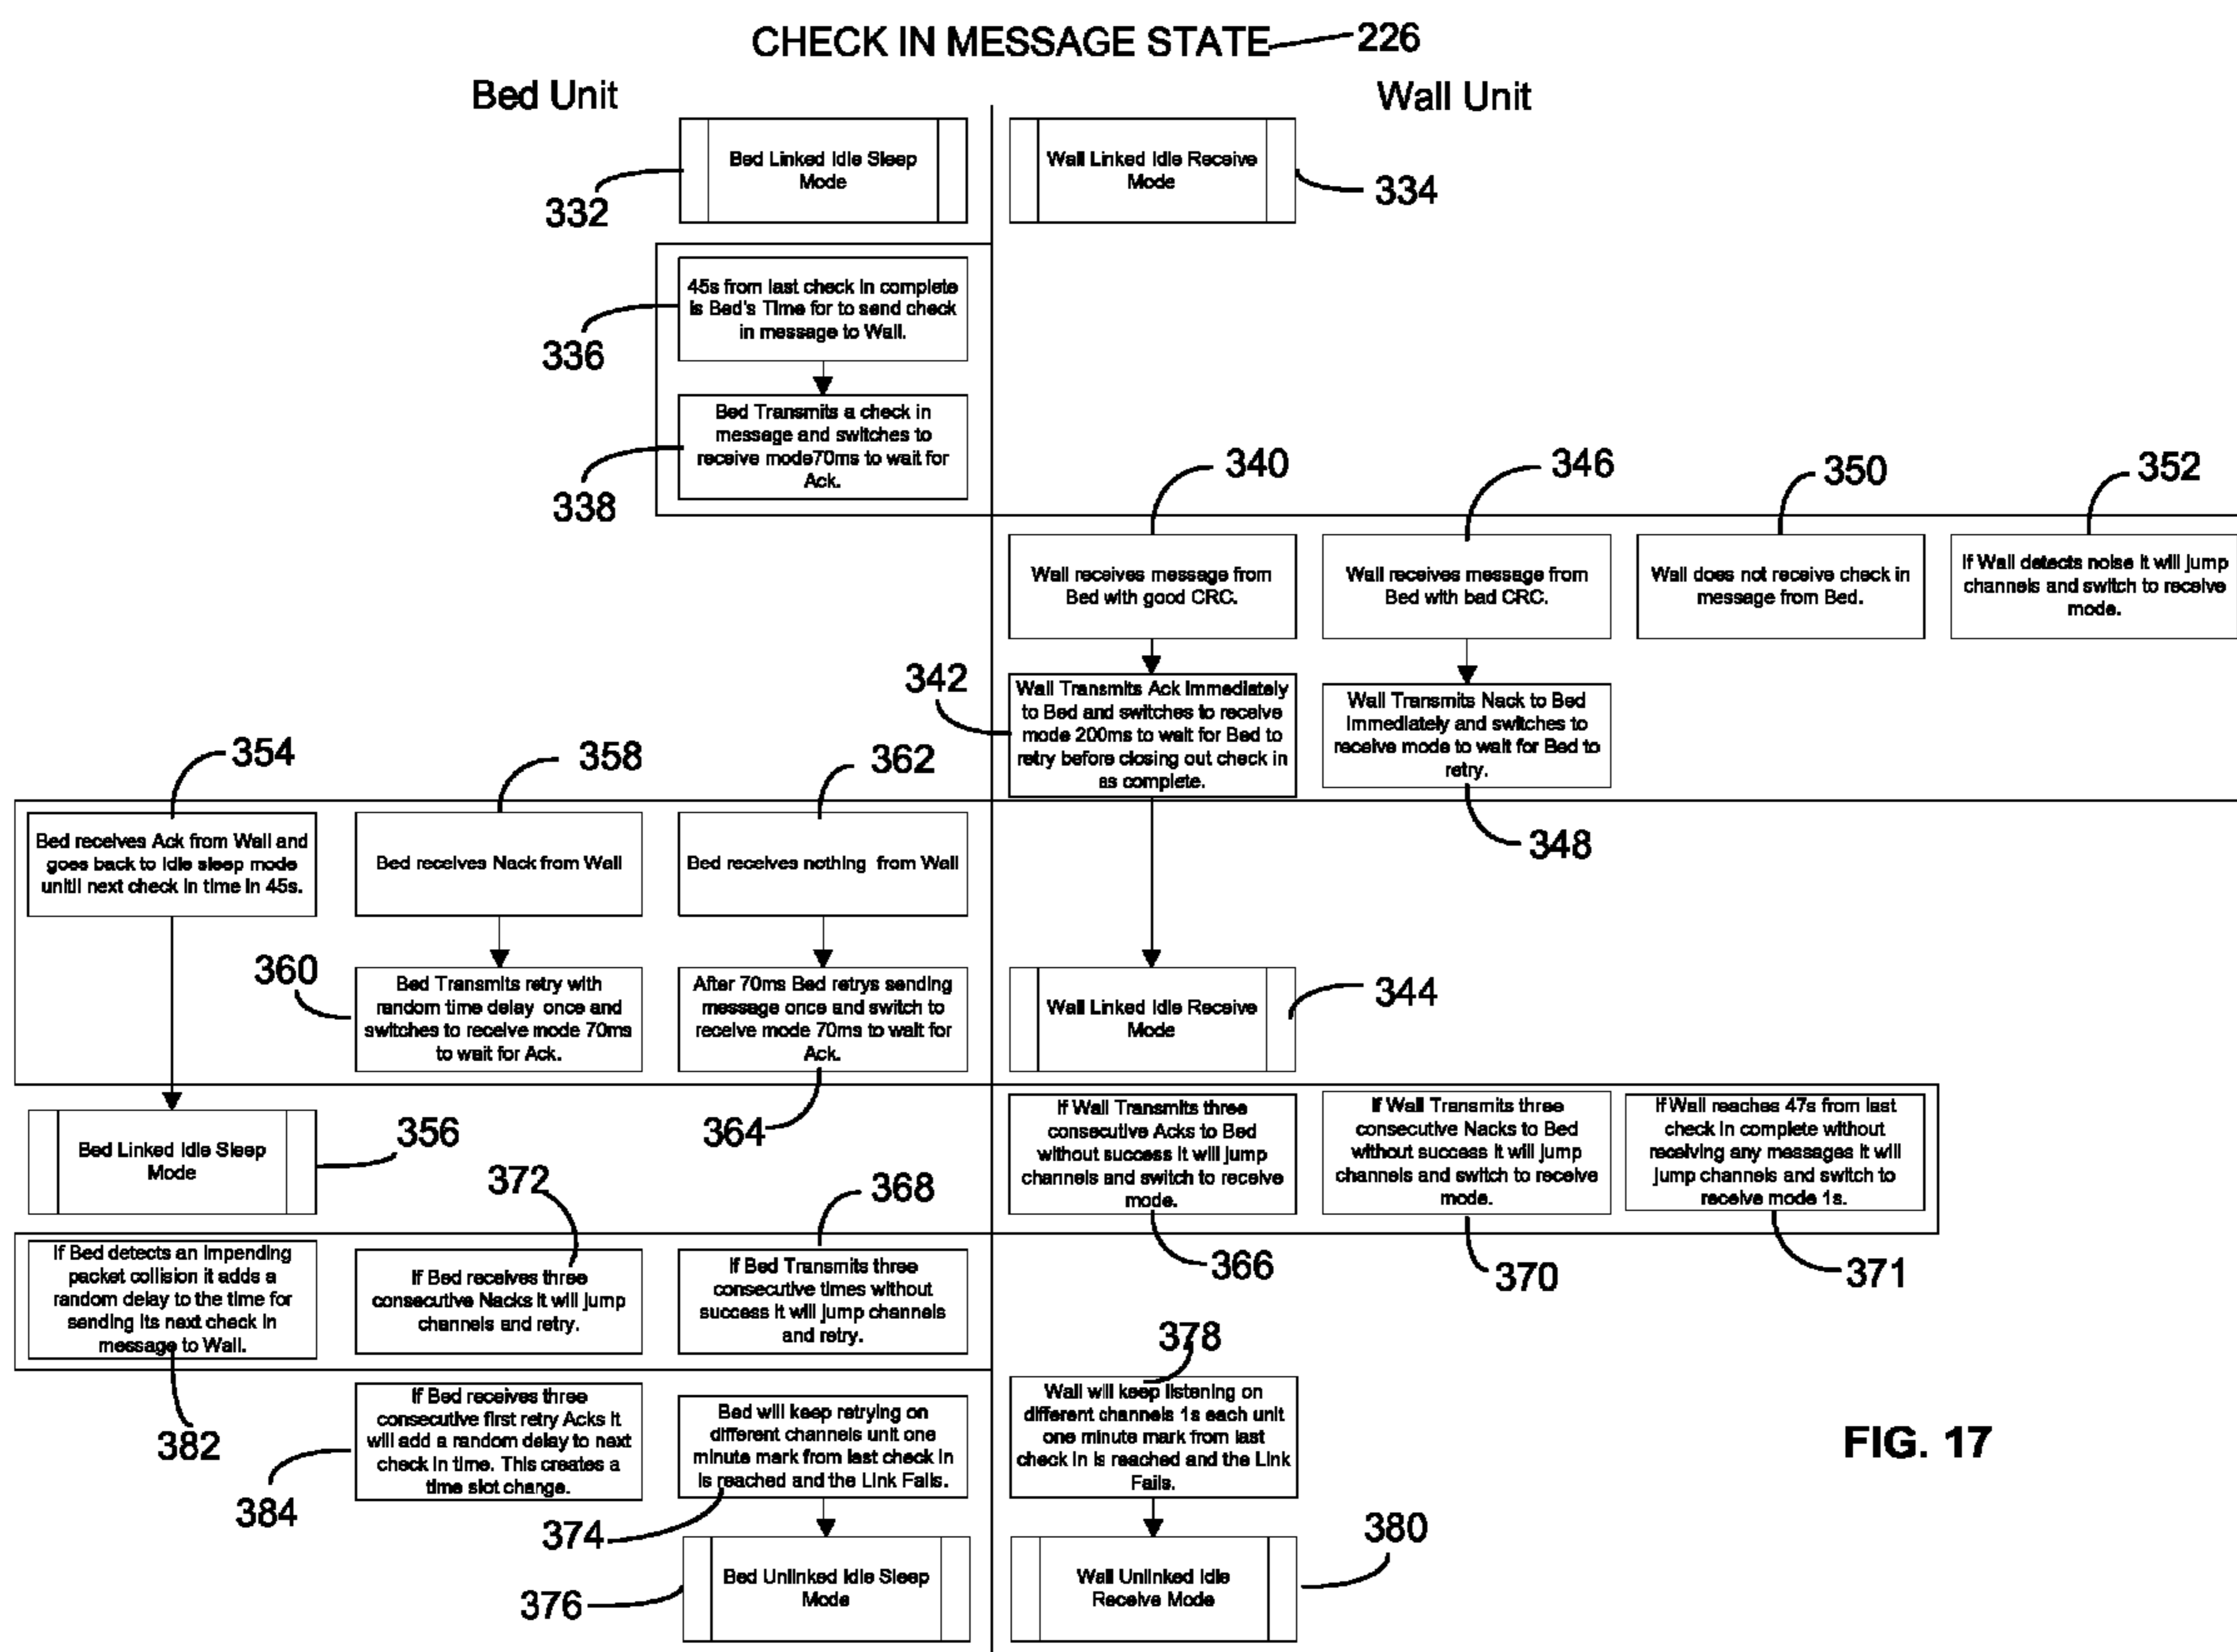 CHECK IN MESSAGE STATE 226
Bed Unit
Wall Unit
Bed Linked Idle Sleep
Mode
332
Wall Linked Idle Receive
Mode
334
45s from last check in complete
is Bed's Time for to send check
in message to Wall.
336
Bed Transmits a check in
message and switches to
receive mode70ms to wait for
Ack.
338
340
346
350
352
Wall receives message from
Bed with good CRC.
Wall receives message from
Bed with bad CRC.
Wall does not receive check in
message from Bed.
If Wall detects noise it will jump
channels and switch to receive
mode.
342
Wall Transmits Ack Immediately
to Bed and switches to receive
mode 200ms to wait for Bed to
retry before closing out check in
as complete.
Wall Transmits Nack to Bed
Immediately and switches to
receive mode to wait for Bed to
retry.
348
354
358
362
Bed receives Ack from Wall and
goes back to Idle sleep mode
unitil next check in time in 45s.
Bed receives Nack from Wall
Bed receives nothing from Wall
360
Bed Transmits retry with
random time delay once and
switches to receive mode 70ms
to wait for Ack.
After 70ms Bed retrys sending
message once and switch to
receive mode 70ms to wait for
Ack.
364
Wall Linked Idle Receive
Mode
344
Bed Linked Idle Sleep
Mode
356
372
368
If Wall Transmits three
consecutive Acks to Bed
without success it will jump
channels and switch to receive
mode.
366
If Wall Transmits three
consecutive Nacks to Bed
without success it will jump
channels and switch to receive
mode.
370
If Wall reaches 47s from last
check in complete without
receiving any messages it will
jump channels and switch to
receive mode 1s.
371
If Bed detects an impending
packet collision it adds a
random delay to the time for
sending its next check in
message to Wall.
382
If Bed receives three
consecutive Nacks it will jump
channels and retry.
If Bed Transmits three
consecutive times without
success it will jump channels
and retry.
378
If Bed receives three
consecutive first retry Acks it
will add a random delay to next
check in time. This creates a
time slot change.
384
Bed will keep retrying on
different channels unit one
minute mark from last check in
is reached and the Link Fails.
374
Wall will keep listening on
different channels 1s each unit
one minute mark from last
check in is reached and the Link
Fails.
FIG. 17
Bed Unlinked Idle Sleep
Mode
376
Wall Unlinked Idle
Receive Mode
380